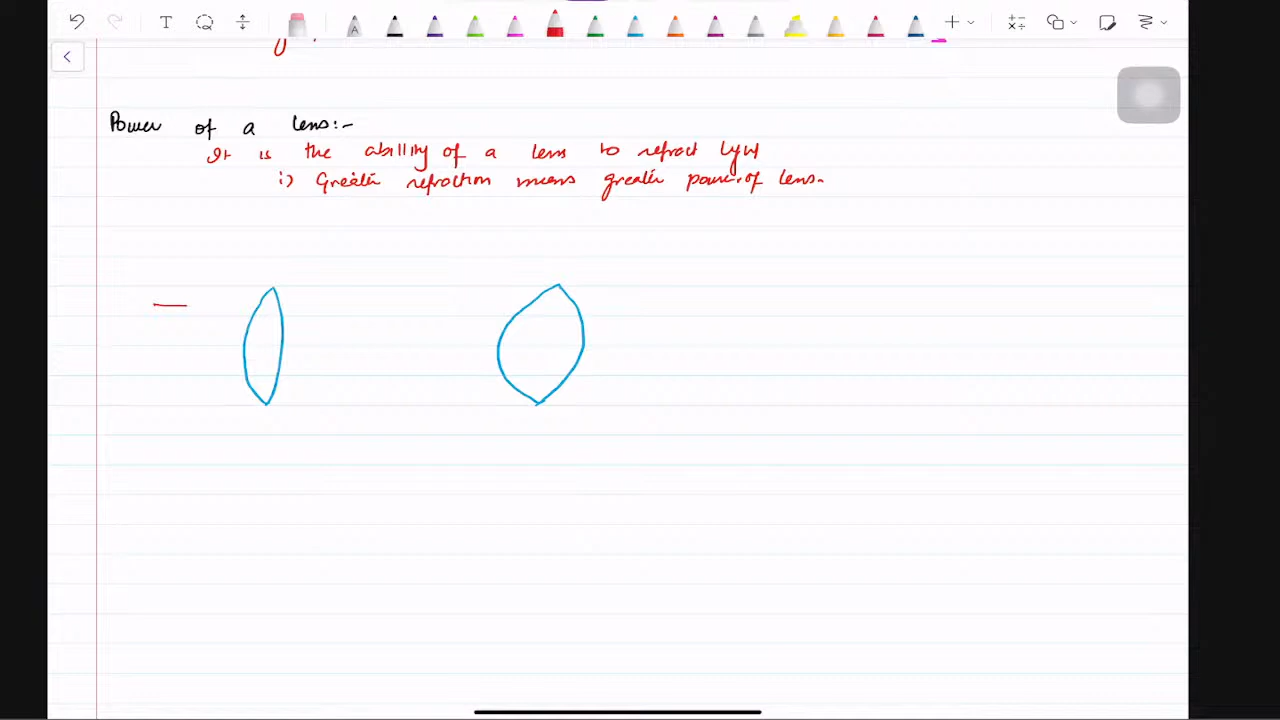 Power of a lens:-
It is the ability of a lens to refract light
i) Greater refraction means greater power of lens.